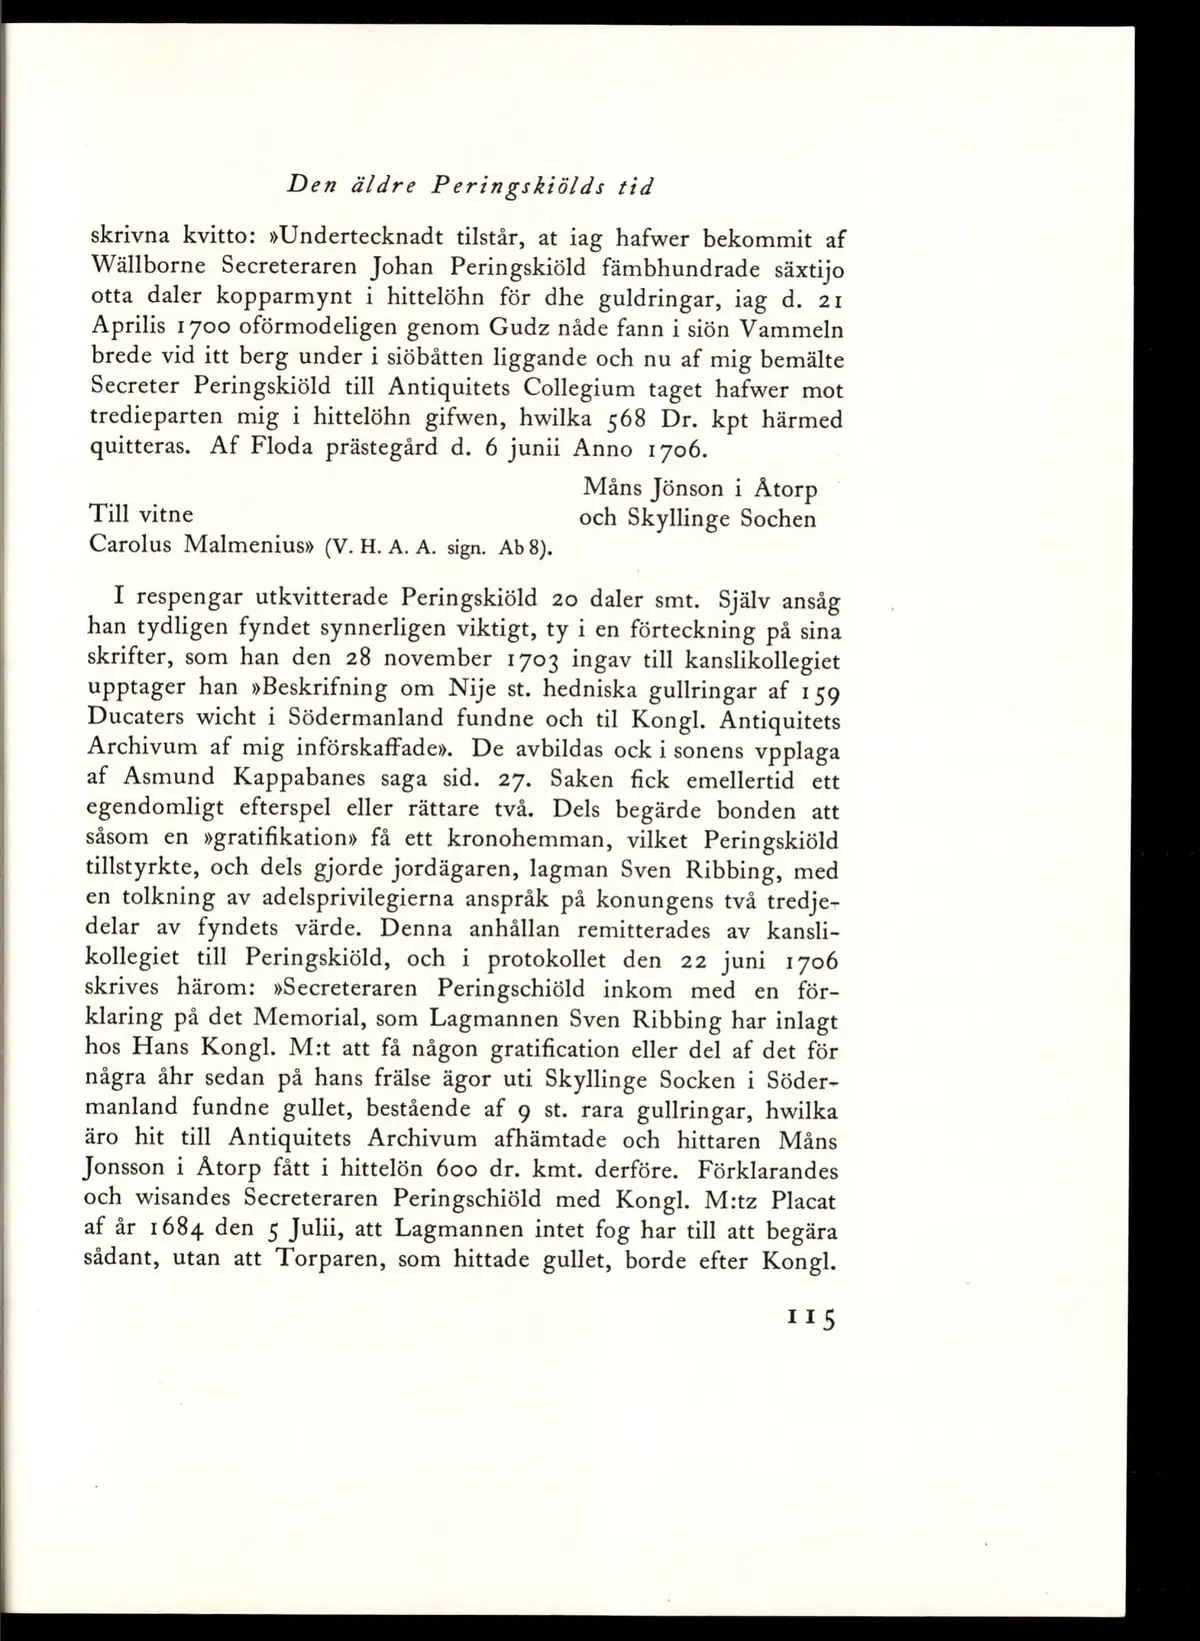 Den äldre Peringskiölds tid
skrivna kvitto: »Undertecknadt tilstår, at iag hafwer bekommit af
Wällborne Secreteraren Johan Peringskiöld fämbhundrade säxtijo
otta daler kopparmynt i hittelöhn för dhe guldringar, iag d. 21
Aprilis 1700 oförmodeligen genom Gudz nåde fann i siön Vammeln
brede vid itt berg under i siöbåtten liggande och nu af mig bemälte
Secreter Peringskiöld till Antiquitets Collegium taget hafwer mot
tredieparten mig i hittelöhn gifwen, hwilka 568 Dr. kpt härmed
quitteras. Af Floda prästegård d. 6 junii Anno 1706.
Måns Jönson i Åtorp
Till vitne och Skyllinge Sochen
Carolus Malmenius» (V. H. A. A. sign. Ab 8).
I respengar utkvitterade Peringskiöld 20 daler smt. Själv ansåg
han tydligen fyndet synnerligen viktigt, ty i en förteckning på sina
skrifter, som han den 28 november 1703 ingav till kanslikollegiet
upptager han »Beskrifning om Nije st. hedniska gullringar af 159
Ducaters wicht i Södermanland fundne och til Kongl. Antiquitets
Archivum af mig införskaffade». De avbildas ock i sonens vpplaga
af Asmund Kappabanes saga sid. 27. Saken fick emellertid ett
egendomligt efterspel eller rättare två. Dels begärde bonden att
såsom en »gratifikation» få ett kronohemman, vilket Peringskiöld
tillstyrkte, och dels gjorde jordägaren, lagman Sven Ribbing, med
en tolkning av adelsprivilegierna anspråk på konungens två tredje-
delar av fyndets värde. Denna anhållan remitterades av kansli-
kollegiet till Peringskiöld, och i protokollet den 22 juni 1706
skrives härom: »Secreteraren Peringschiöld inkom med en för-
klaring på det Memorial, som Lagmannen Sven Ribbing har inlagt
hos Hans Kongl. M:t att få någon gratification eller del af det för
några åhr sedan på hans frälse ägor uti Skyllinge Socken i Söder-
manland fundne gullet, bestående af 9 st. rara gullringar, hwilka
äro hit till Antiquitets Archivum afhämtade och hittaren Måns
Jonsson i Åtorp fått i hittelön 600 dr. kmt. derföre. Förklarandes
och wisandes Secreteraren Peringschiöld med Kongl. M:tz Placat
af år 1684 den 5 Julii, att Lagmannen intet fog har till att begära
sådant, utan att Torparen, som hittade gullet, borde efter Kongl.
115